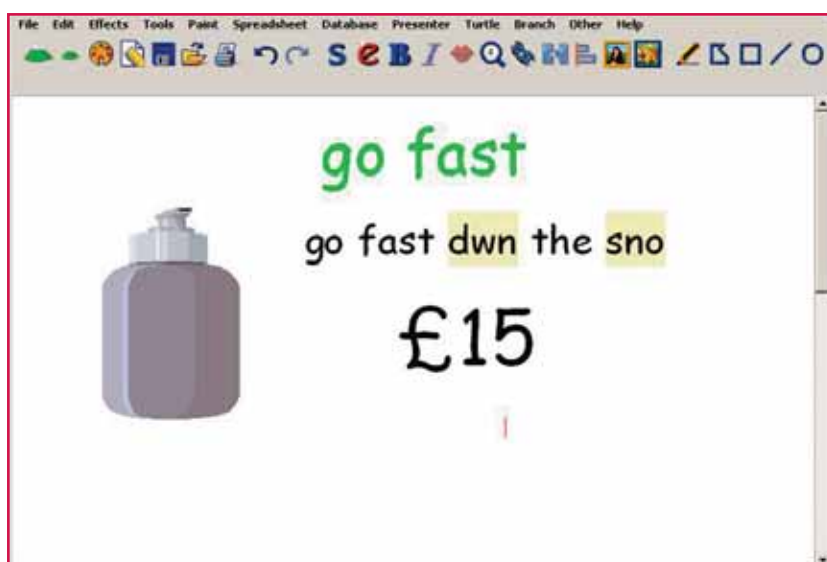 File Edit Effects Tools Paint Spreadsheet Database Presenter Turtle Branch Other Help
S e B I
go fast
go fast dwn the sno
£15